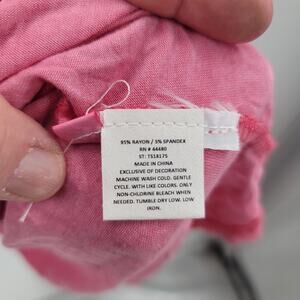 95% RAYON / 5% SPANDEX
RN # 44480
ST: TS18175
MADE IN CHINA
EXCLUSIVE OF DECORATION
MACHINE WASH COLD. GENTLE
CYCLE. WITH LIKE COLORS. ONLY
NON-CHLORINE BLEACH WHEN
NEEDED. TUMBLE DRY LOW. LOW
IRON.